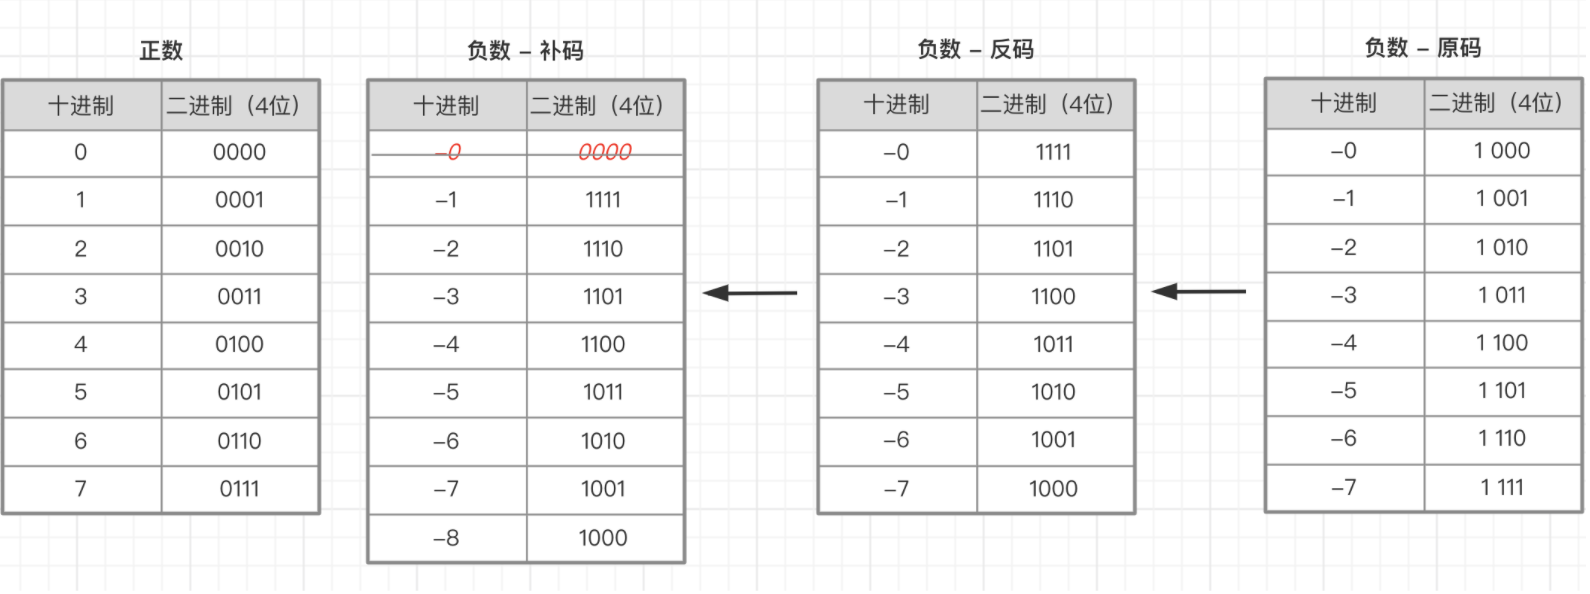 正数
十进制 二进制（4位）
0 0000
1 0001
2 0010
3 0011
4 0100
5 0101
6 0110
7 0111
负数 – 补码
十进制 二进制（4位）
–0 0000
–1 1111
–2 1110
–3 1101
–4 1100
–5 1011
–6 1010
–7 1001
–8 1000
负数 – 反码
十进制 二进制（4位）
–0 1111
–1 1110
–2 1101
–3 1100
–4 1011
–5 1010
–6 1001
–7 1000
负数 – 原码
十进制 二进制（4位）
–0 1 000
–1 1 001
–2 1 010
–3 1 011
–4 1 100
–5 1 101
–6 1 110
–7 1 111